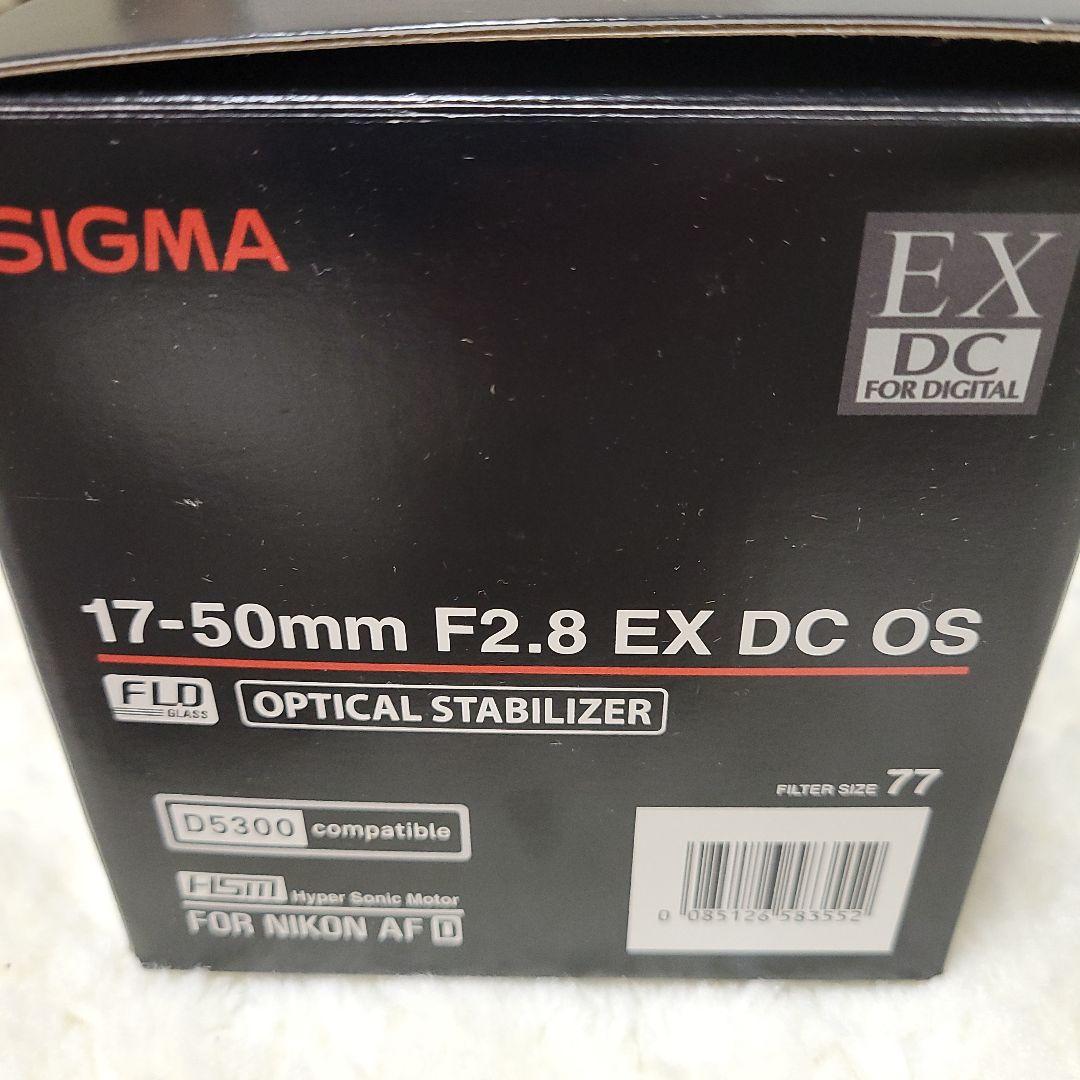 SIGMA
EX
DC
FOR DIGITAL
17-50mm F2.8 EX DC OS
FLD
GLASS
OPTICAL STABILIZER
FILTER SIZE 77
D5300 compatible
HSM Hyper Sonic Motor
FOR NIKON AF D
0 085126 583552